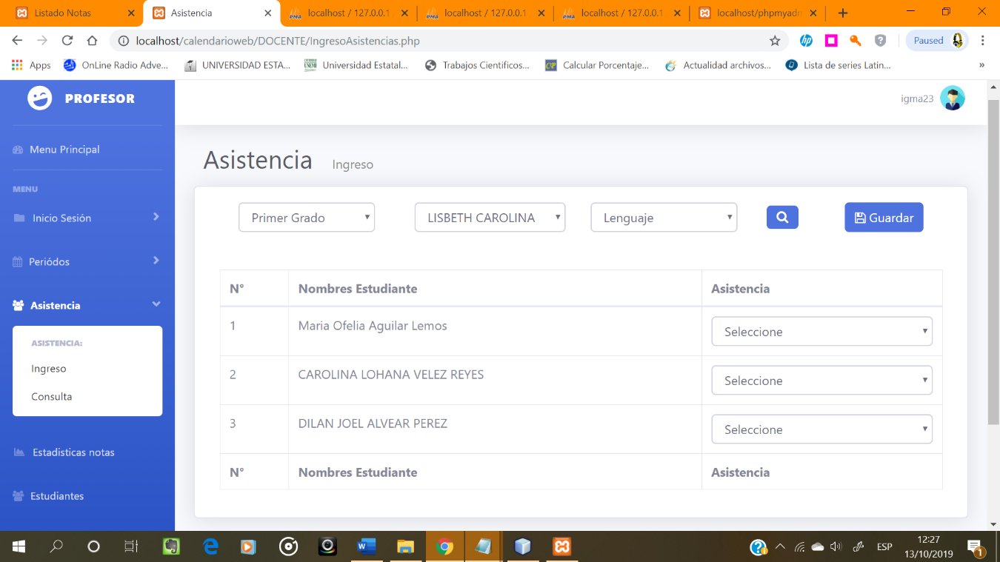 Listado Notas
Asistencia
localhost / 127.0.0.1
localhost / 127.0.0.1
localhost / 127.0.0.1
localhost/phpmyadm
localhost/calendarioweb/DOCENTE/IngresoAsistencias.php
Paused
Apps
OnLine Radio Adve...
UNIVERSIDAD ESTA...
Universidad Estatal...
Trabajos Cientificos...
Calcular Porcentaje...
Actualidad archivos...
Lista de series Latin...
»
PROFESOR
igma23
Menu Principal
MENU
Inicio Sesión
Periódos
Asistencia
ASISTENCIA:
Ingreso
Consulta
Estadisticas notas
Estudiantes
Asistencia Ingreso
Primer Grado
LISBETH CAROLINA
Lenguaje
Guardar
N° Nombres Estudiante Asistencia
1 Maria Ofelia Aguilar Lemos Seleccione
2 CAROLINA LOHANA VELEZ REYES Seleccione
3 DILAN JOEL ALVEAR PEREZ Seleccione
N° Nombres Estudiante Asistencia
ESP
12:27
13/10/2019
1